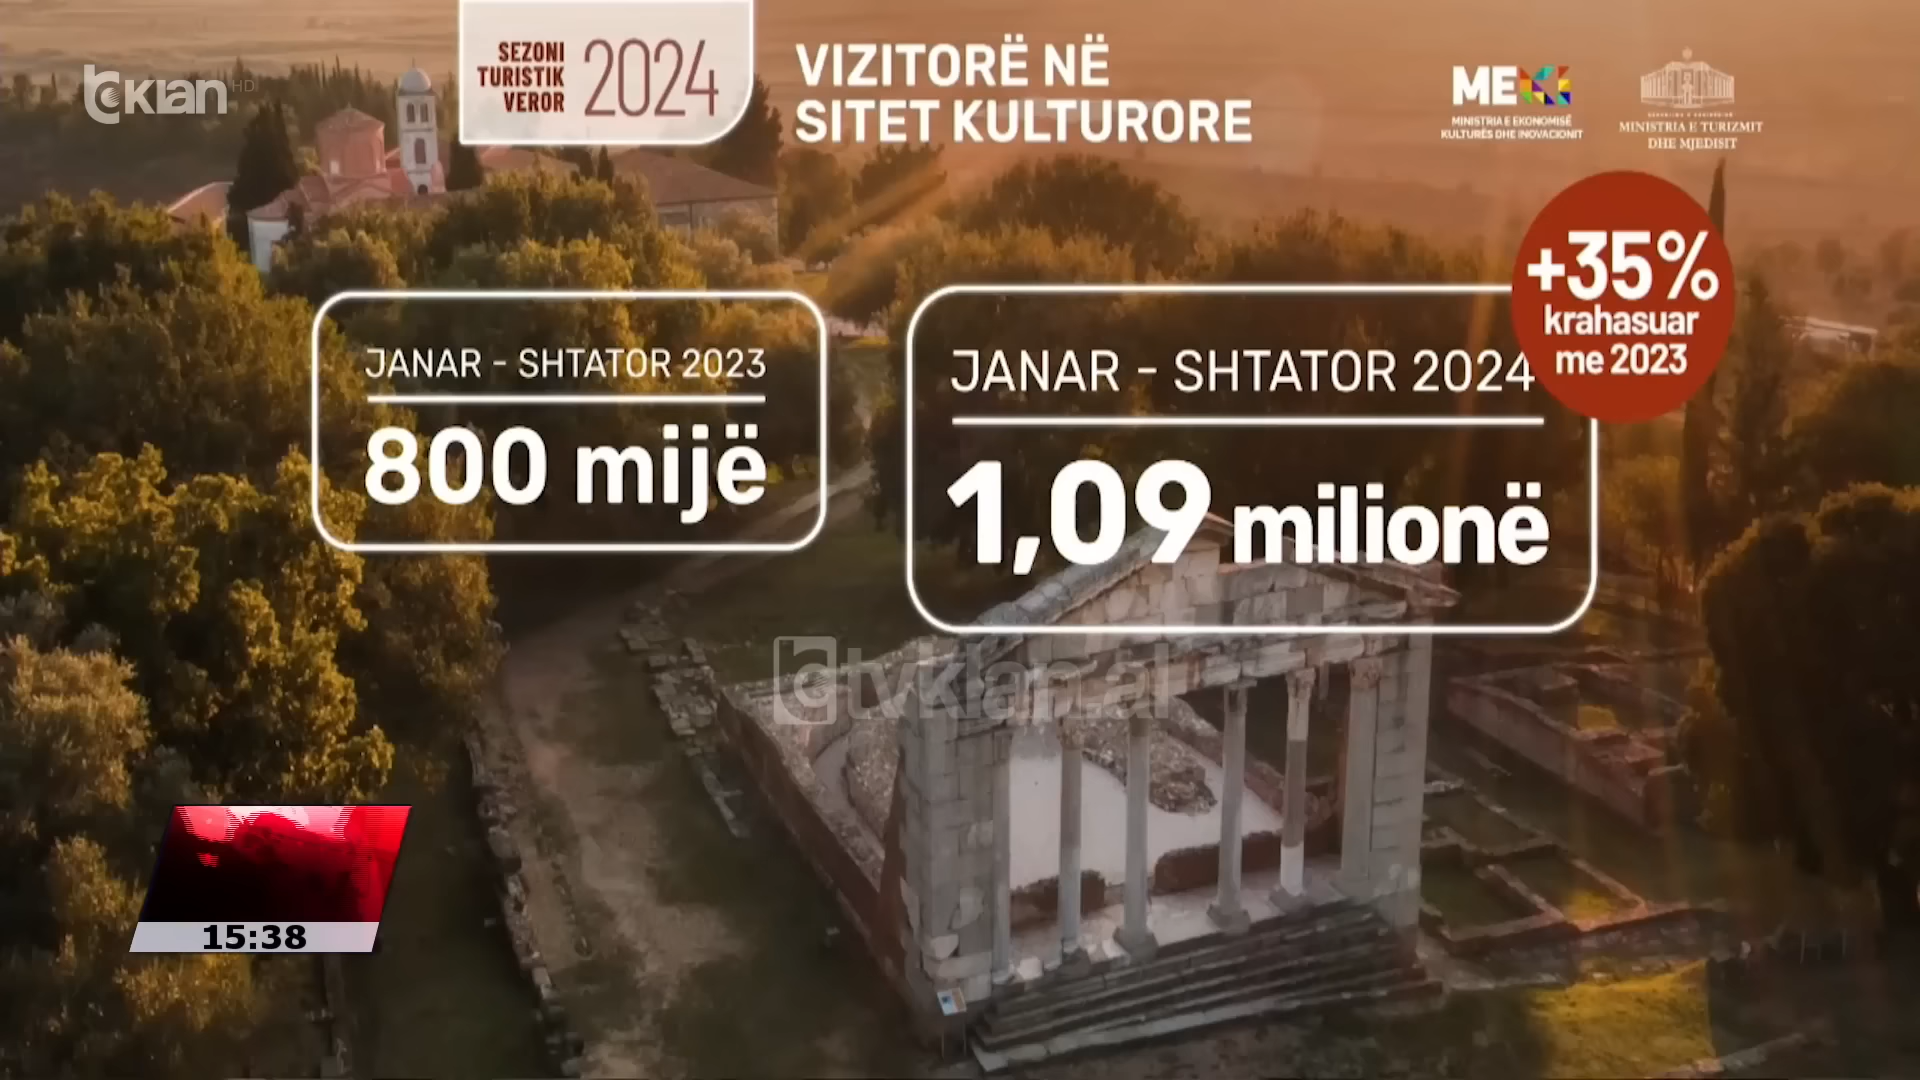 tvklan HD
SEZONI
TURISTIK
VEROR
2024
VIZITORË NË
SITET KULTURORE
MEKI
MINISTRIA E EKONOMISË
KULTURËS DHE INOVACIONIT
MINISTRIA E TURIZMIT
DHE MJEDISIT
+35%
krahasuar
me 2023
JANAR - SHTATOR 2023
800 mijë
JANAR - SHTATOR 2024
1,09 milionë
tvklan.al
15:38